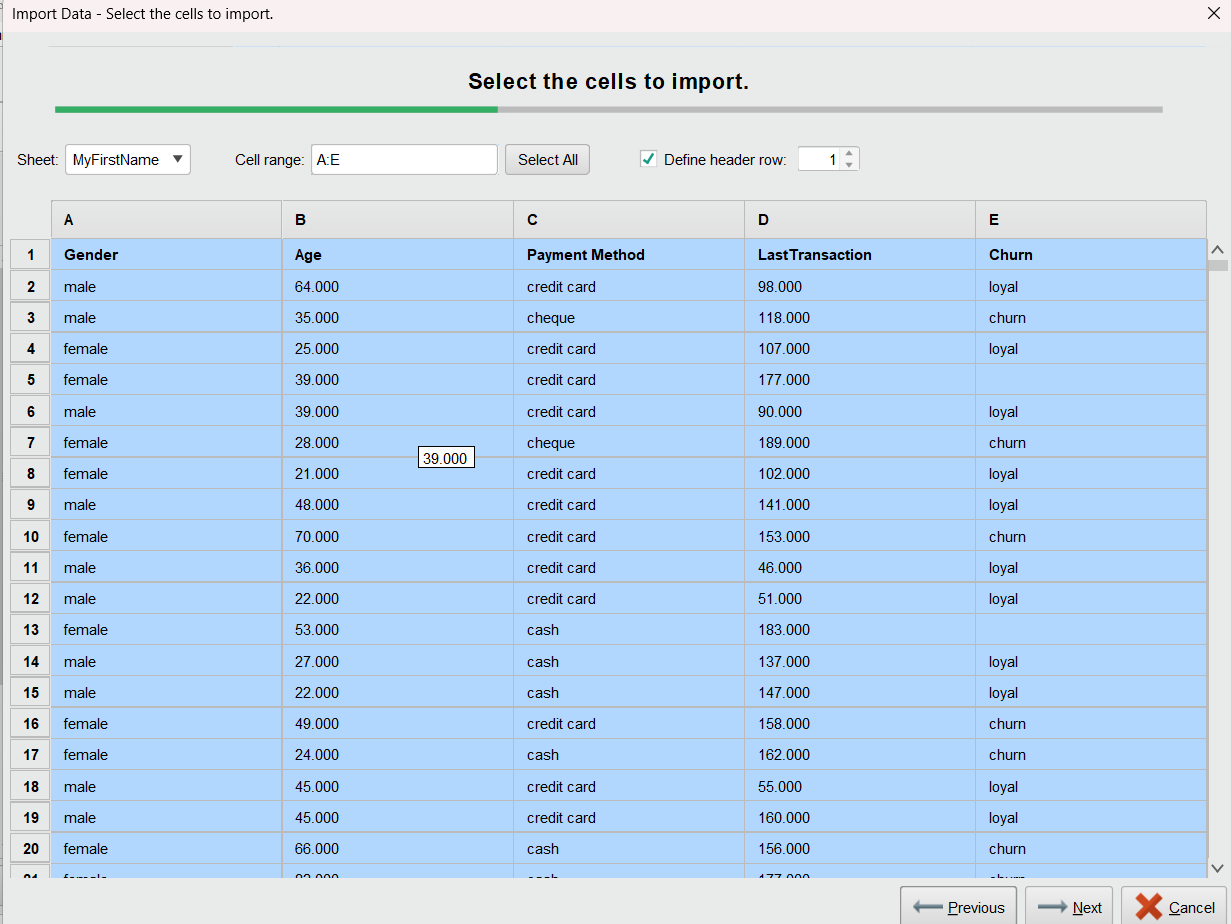 Import Data - Select the cells to import.
Select the cells to import.
Sheet: MyFirstName Cell range: A:E Select All Define header row: 1
A B C D E
1 Gender Age Payment Method LastTransaction Churn
2 male 64.000 credit card 98.000 loyal
3 male 35.000 cheque 118.000 churn
4 female 25.000 credit card 107.000 loyal
5 female 39.000 credit card 177.000
6 male 39.000 credit card 90.000 loyal
7 female 28.000 cheque 189.000 churn
39.000
8 female 21.000 credit card 102.000 loyal
9 male 48.000 credit card 141.000 loyal
10 female 70.000 credit card 153.000 churn
11 male 36.000 credit card 46.000 loyal
12 male 22.000 credit card 51.000 loyal
13 female 53.000 cash 183.000
14 male 27.000 cash 137.000 loyal
15 male 22.000 cash 147.000 loyal
16 female 49.000 credit card 158.000 churn
17 female 24.000 cash 162.000 churn
18 male 45.000 credit card 55.000 loyal
19 male 45.000 credit card 160.000 loyal
20 female 66.000 cash 156.000 churn
Previous Next Cancel